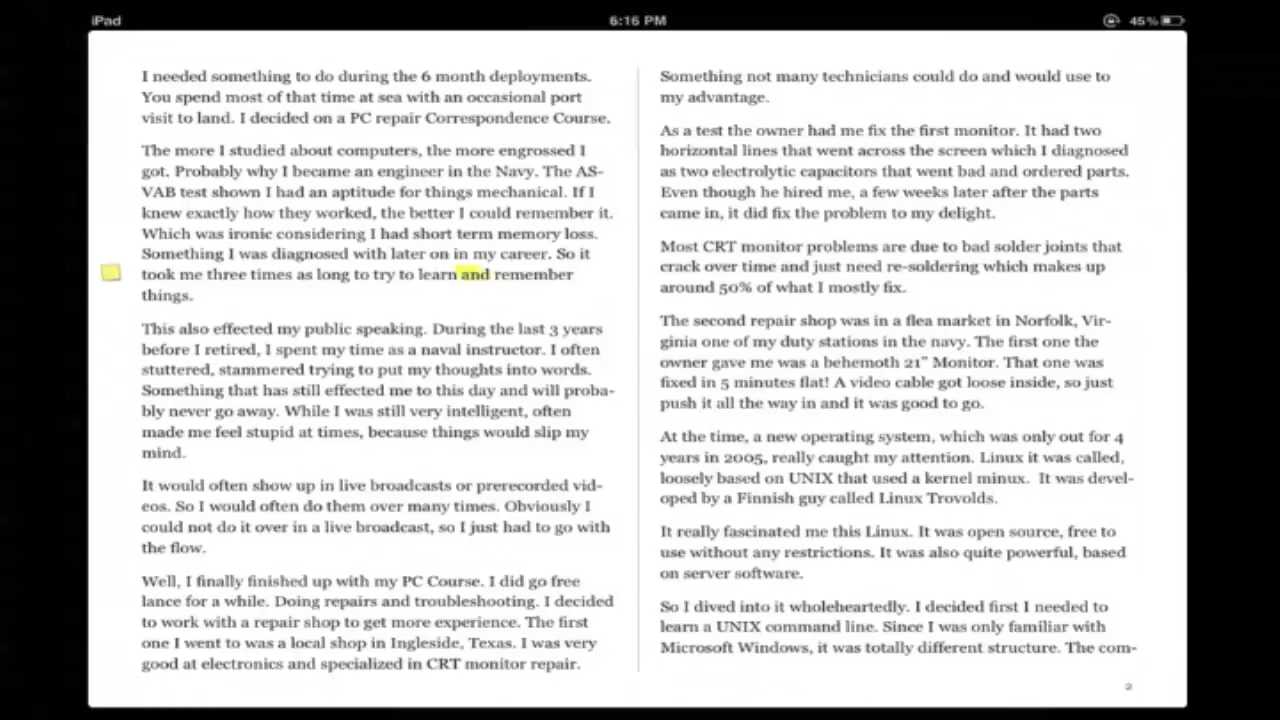 iPad
6:16 PM
45%
I needed something to do during the 6 month deployments.
You spend most of that time at sea with an occasional port
visit to land. I decided on a PC repair Correspondence Course.
The more I studied about computers, the more engrossed I
got. Probably why I became an engineer in the Navy. The AS-
VAB test shown I had an aptitude for things mechanical. If I
knew exactly how they worked, the better I could remember it.
Which was ironic considering I had short term memory loss.
Something I was diagnosed with later on in my career. So it
took me three times as long to try to learn and remember
things.
This also effected my public speaking. During the last 3 years
before I retired, I spent my time as a naval instructor. I often
stuttered, stammered trying to put my thoughts into words.
Something that has still effected me to this day and will proba-
bly never go away. While I was still very intelligent, often
made me feel stupid at times, because things would slip my
mind.
It would often show up in live broadcasts or prerecorded vid-
eos. So I would often do them over many times. Obviously I
could not do it over in a live broadcast, so I just had to go with
the flow.
Well, I finally finished up with my PC Course. I did go free
lance for a while. Doing repairs and troubleshooting. I decided
to work with a repair shop to get more experience. The first
one I went to was a local shop in Ingleside, Texas. I was very
good at electronics and specialized in CRT monitor repair.
Something not many technicians could do and would use to
my advantage.
As a test the owner had me fix the first monitor. It had two
horizontal lines that went across the screen which I diagnosed
as two electrolytic capacitors that went bad and ordered parts.
Even though he hired me, a few weeks later after the parts
came in, it did fix the problem to my delight.
Most CRT monitor problems are due to bad solder joints that
crack over time and just need re-soldering which makes up
around 50% of what I mostly fix.
The second repair shop was in a flea market in Norfolk, Vir-
ginia one of my duty stations in the navy. The first one the
owner gave me was a behemoth 21" Monitor. That one was
fixed in 5 minutes flat! A video cable got loose inside, so just
push it all the way in and it was good to go.
At the time, a new operating system, which was only out for 4
years in 2005, really caught my attention. Linux it was called,
loosely based on UNIX that used a kernel minux. It was devel-
oped by a Finnish guy called Linux Trovolds.
It really fascinated me this Linux. It was open source, free to
use without any restrictions. It was also quite powerful, based
on server software.
So I dived into it wholeheartedly. I decided first I needed to
learn a UNIX command line. Since I was only familiar with
Microsoft Windows, it was totally different structure. The com-
2